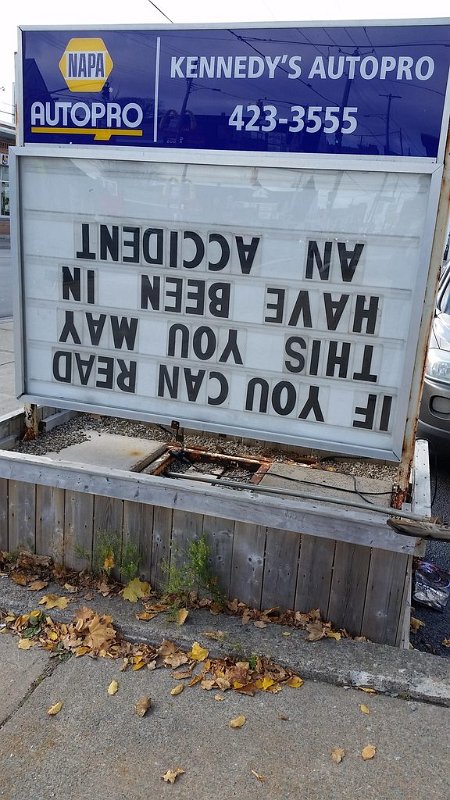 NAPA
AUTOPRO
KENNEDY'S AUTOPRO
423-3555
IF YOU CAN READ
THIS YOU MAY
HAVE BEEN IN
AN ACCIDENT